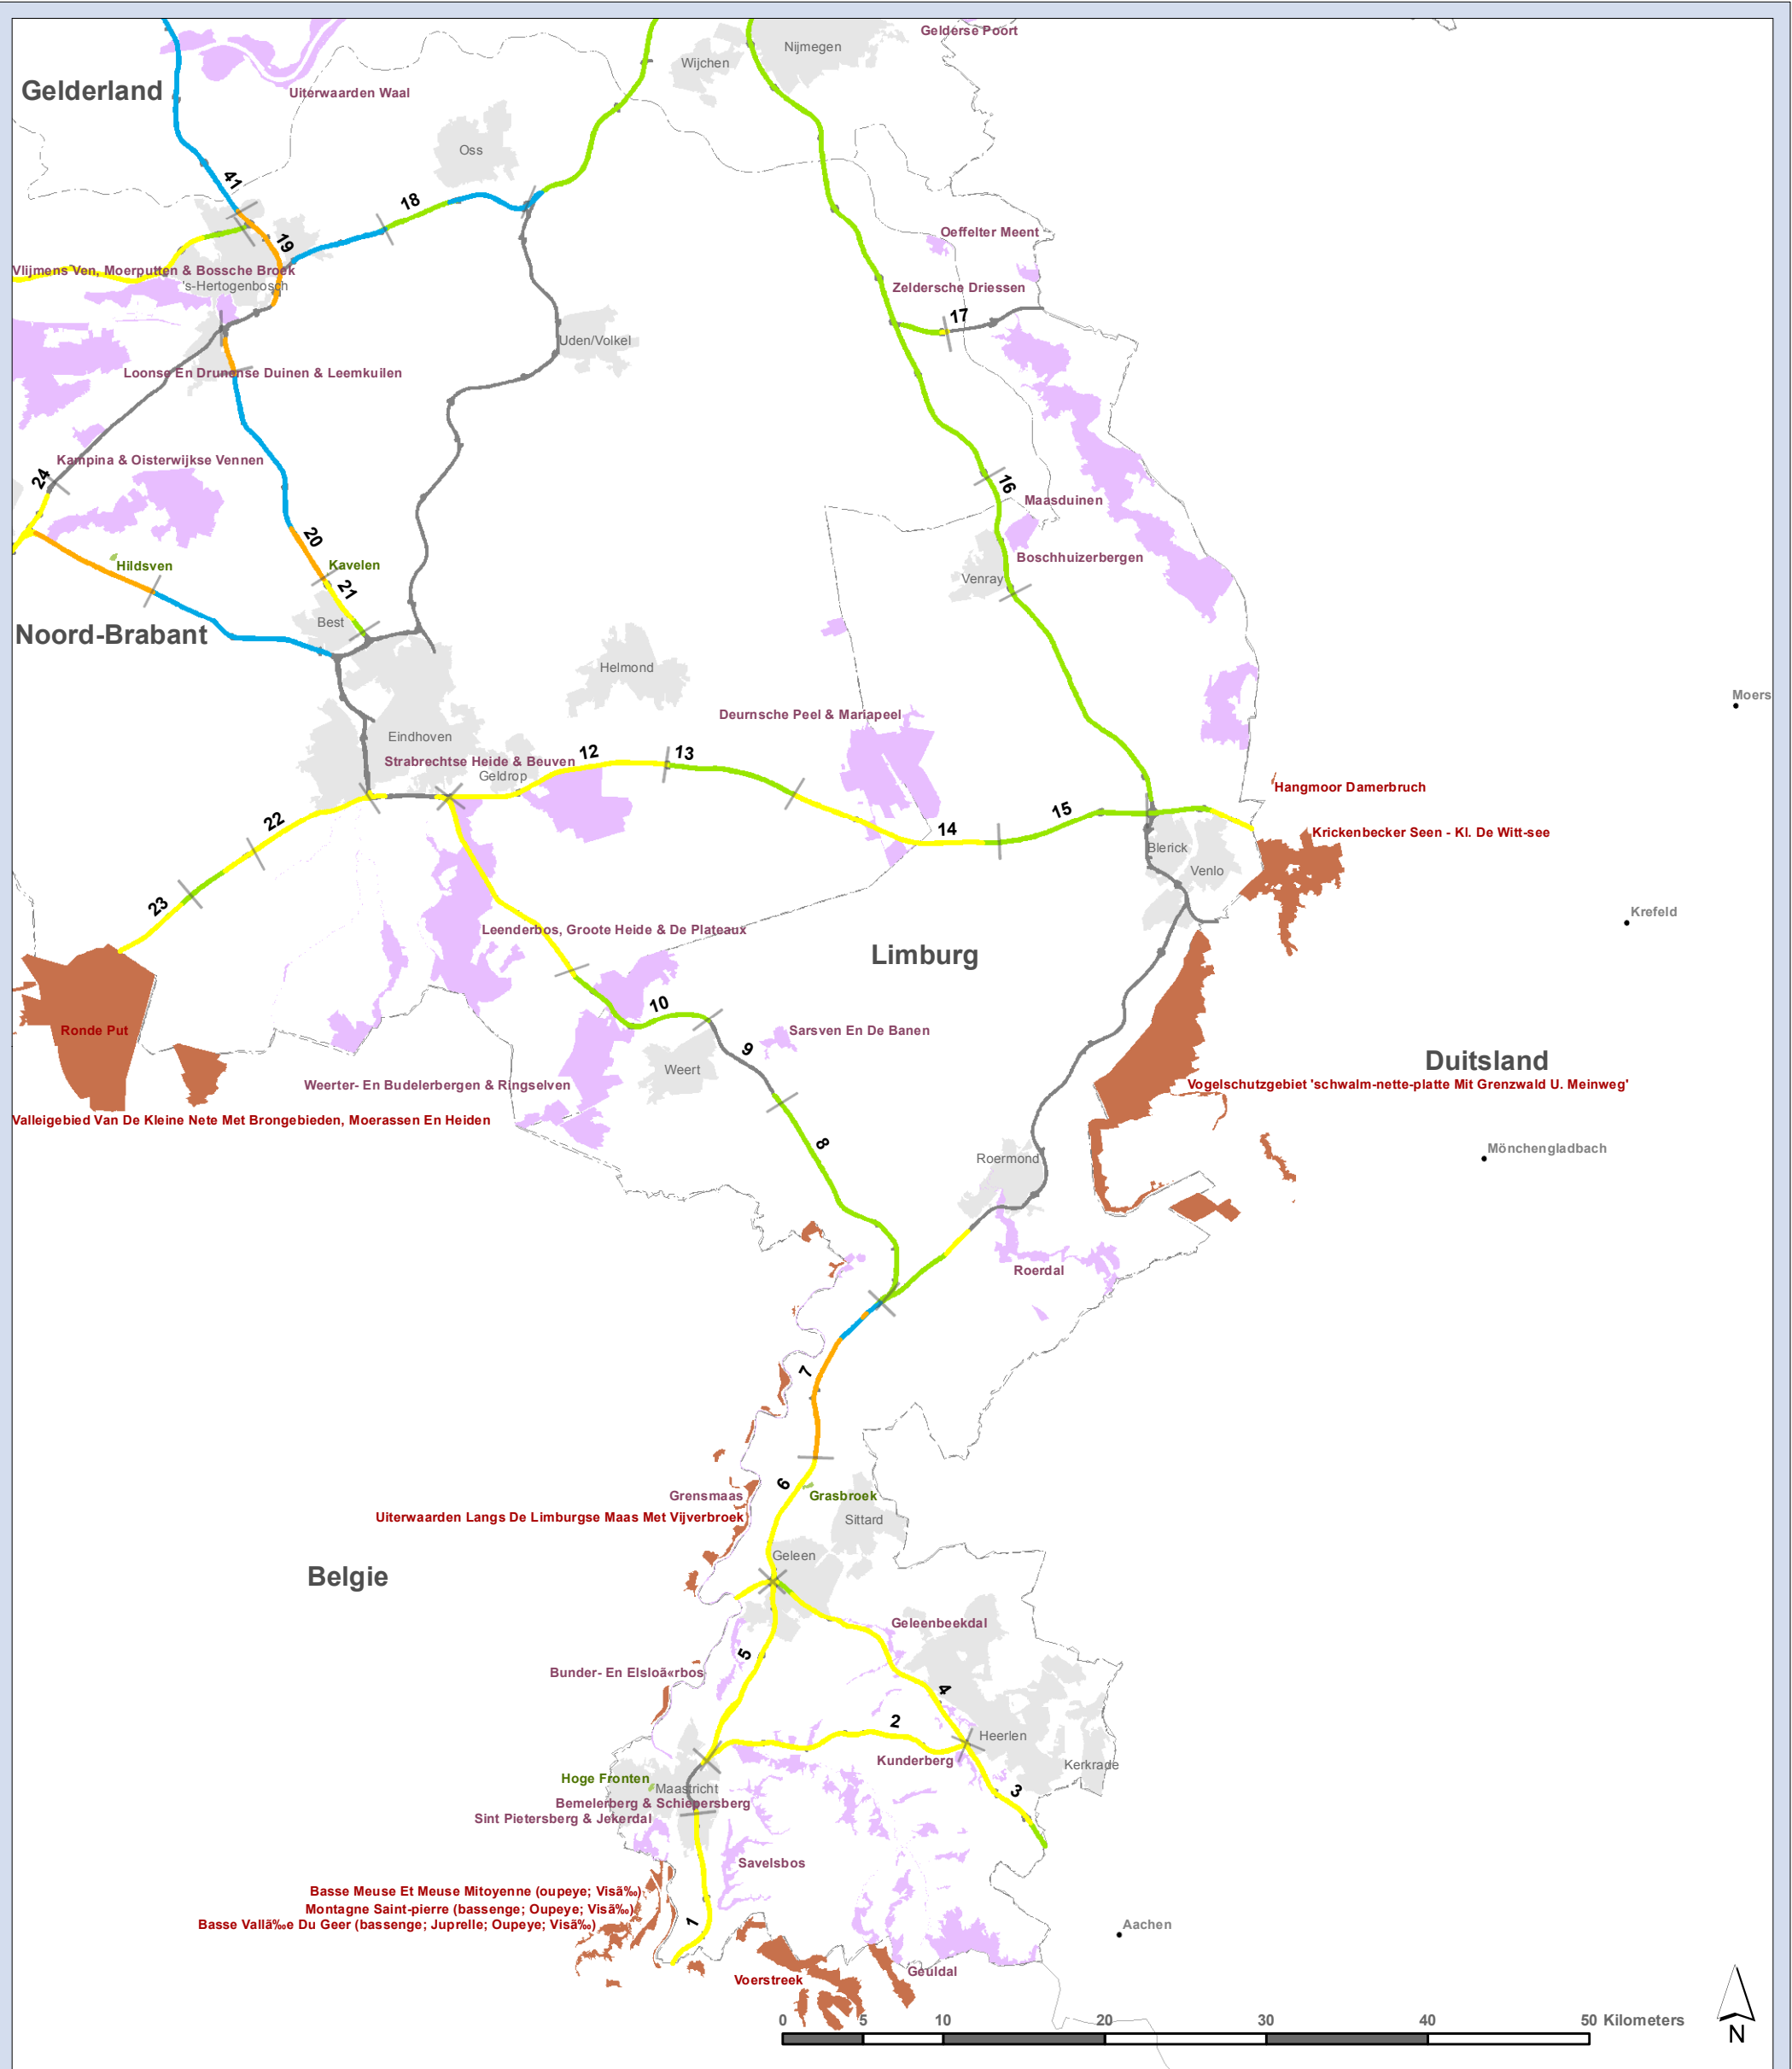 Gelderse Poort
Nijmegen
Wijchen
Gelderland
Uiterwaarden Waal
Oss
41
18
19
Oeffelter Meent
Vlijmens Ven, Moerputten & Bossche Broek
's-Hertogenbosch
Zeldersche Driessen
17
Uden/Volkel
Loonse En Drunense Duinen & Leemkuilen
Kampina & Oisterwijkse Vennen
24
16
Maasduinen
20
Hildsven
Kavelen
Boschhuizerbergen
Venray
21
Best
Noord-Brabant
Helmond
Moers
Deurnsche Peel & Mariapeel
Eindhoven
12
13
Strabrechtse Heide & Beuven
Geldrop
Hangmoor Damerbruch
15
22
14
Krickenbecker Seen - Kl. De Witt-see
Blerick
Venlo
23
Krefeld
Leenderbos, Groote Heide & De Plateaux
Limburg
10
Ronde Put
Sarsven En De Banen
9
Weert
Duitsland
Weerter- En Budelerbergen & Ringselven
Vogelschutzgebiet 'schwalm-nette-platte Mit Grenzwald U. Meinweg'
Valleigebied Van De Kleine Nete Met Brongebieden, Moerassen En Heiden
8
Mönchengladbach
Roermond
Roerdal
7
6
Grensmaas
Grasbroek
Uiterwaarden Langs De Limburgse Maas Met Vijverbroek
Sittard
Geleen
Belgie
Geleenbeekdal
5
Bunder- En Elsloã«rbos
4
2
Heerlen
Kunderberg
Kerkrade
Hoge Fronten
Maastricht
3
Bemelerberg & Schiepersberg
Sint Pietersberg & Jekerdal
Savelsbos
Basse Meuse Et Meuse Mitoyenne (oupeye; Visã‰)
Montagne Saint-pierre (bassenge; Oupeye; Visã‰)
Basse Vallã‰e Du Geer (bassenge; Juprelle; Oupeye; Visã‰)
1
Aachen
Voerstreek
Geuldal
0 5 10 20 30 40 50 Kilometers
N